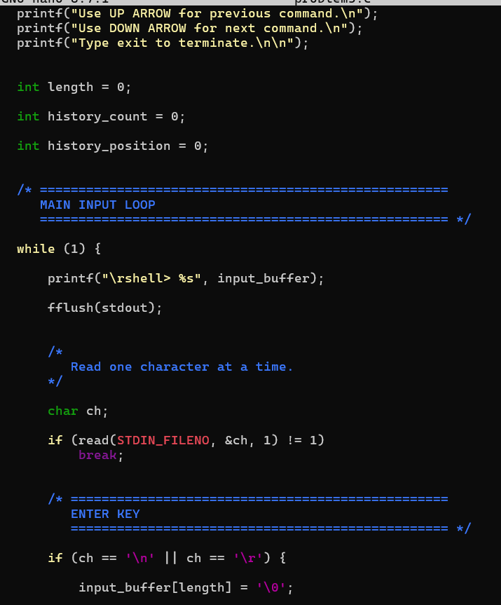 printf("Use UP ARROW for previous command.\n");
printf("Use DOWN ARROW for next command.\n");
printf("Type exit to terminate.\n\n");
int length = 0;
int history_count = 0;
int history_position = 0;
/* =====================================================
MAIN INPUT LOOP
===================================================== */
while (1) {
printf("\rshell> %s", input_buffer);
fflush(stdout);
/*
Read one character at a time.
*/
char ch;
if (read(STDIN_FILENO, &ch, 1) != 1)
break;
/* =================================================
ENTER KEY
================================================= */
if (ch == '\n' || ch == '\r') {
input_buffer[length] = '\0';